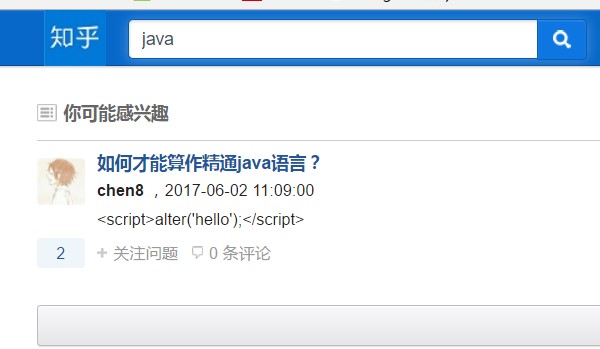 知乎
java
你可能感兴趣
如何才能算作精通java语言？
chen8 ，2017-06-02 11:09:00
<script>alter('hello');</script>
2 + 关注问题 0 条评论